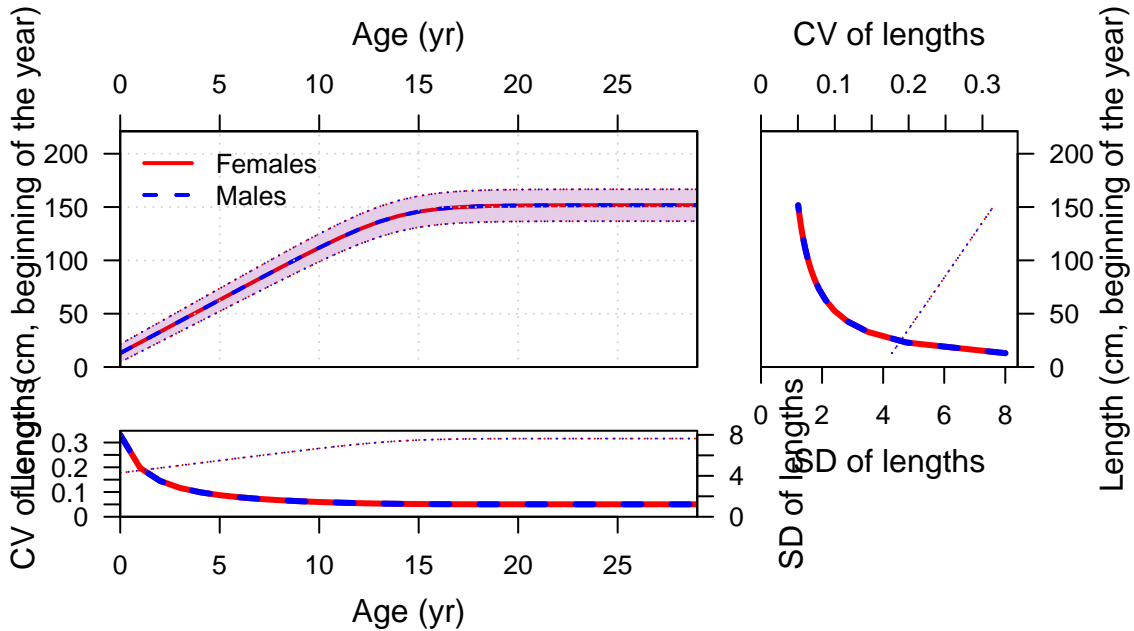 Age (yr)
CV of lengths
0 5 10 15 20 25
0 0.1 0.2 0.3
Length (cm, beginning of the year)
200
150
100
50
0
Females
Males
200
150
100
50
0
Length (cm, beginning of the year)
0 2 4 6 8
SD of lengths
CV of lengths
0.3
0.2
0.1
0
8
4
0
SD of lengths
0 5 10 15 20 25
Age (yr)